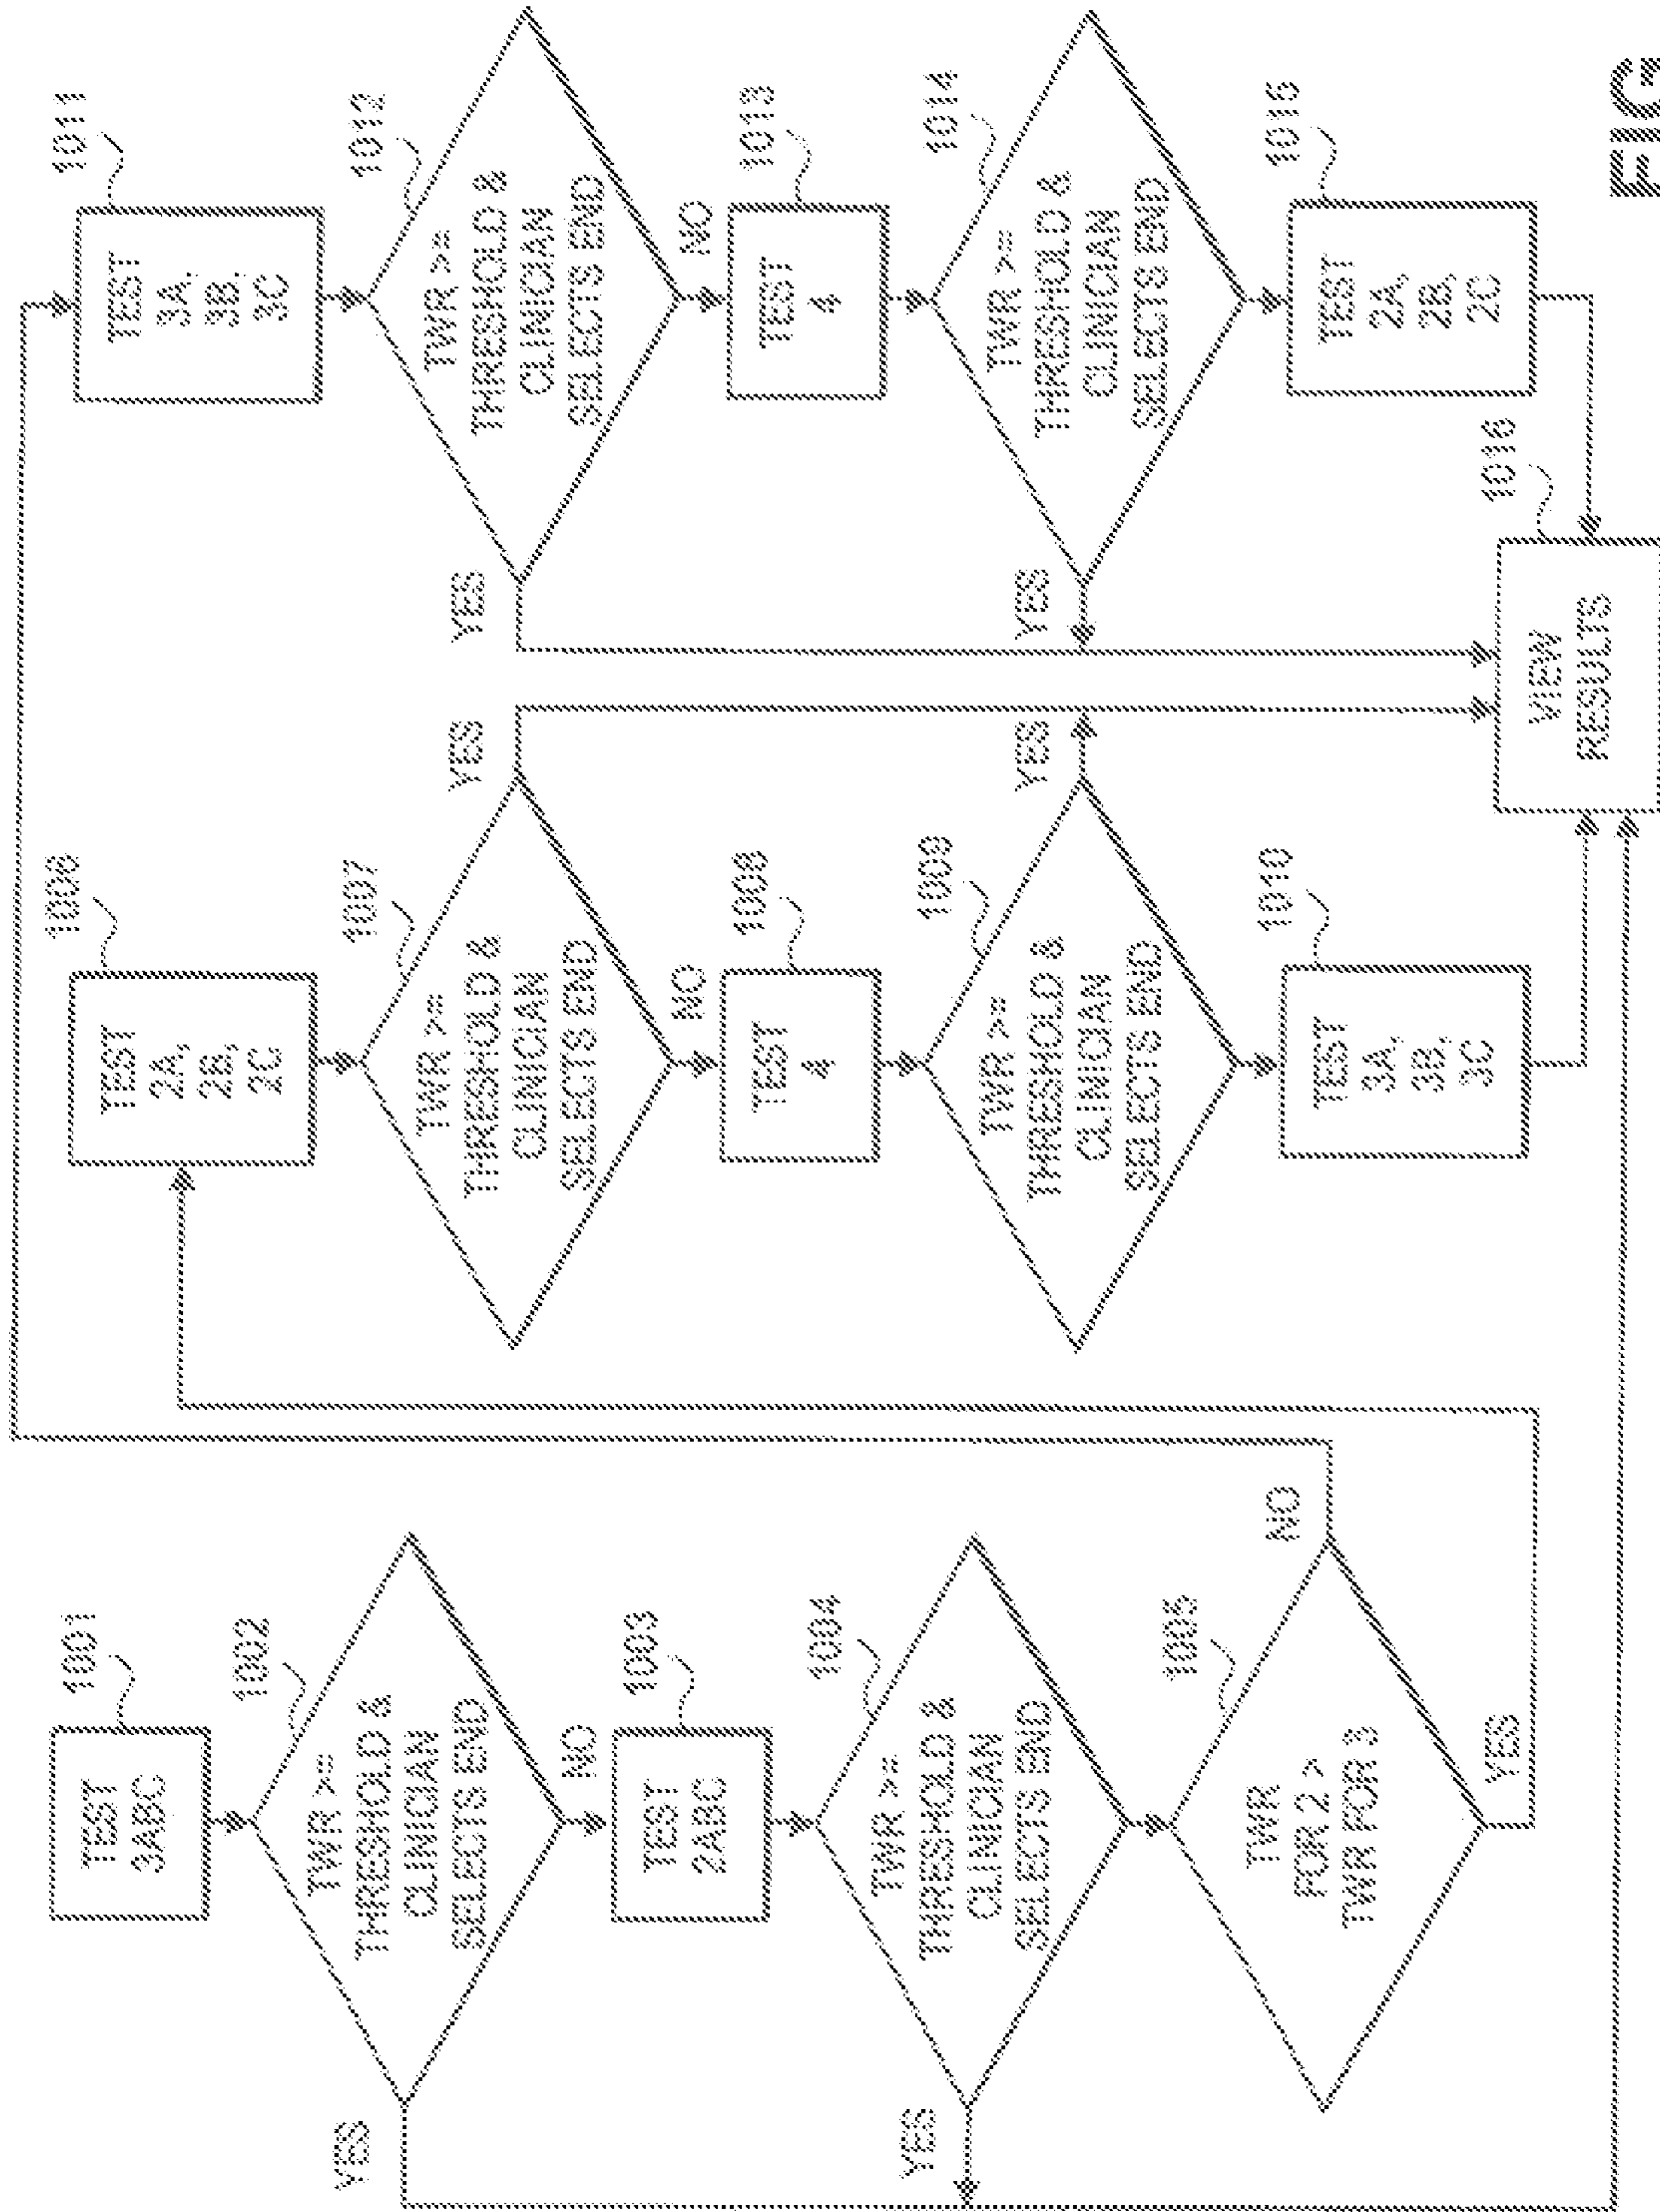 1001
TEST
3ABC
1002
TWR >=
THRESHOLD &
CLINICIAN
SELECTS END
YES
NO
1003
TEST
2ABC
1004
TWR >=
THRESHOLD &
CLINICIAN
SELECTS END
YES
1005
TWR
FOR 2 >
TWR FOR 3
NO
YES
1006
TEST
2A,
2B,
2C
1007
TWR >=
THRESHOLD &
CLINICIAN
SELECTS END
YES
NO
1008
TEST
4
1009
TWR >=
THRESHOLD &
CLINICIAN
SELECTS END
YES
1010
TEST
3A,
3B,
3C
1011
TEST
3A,
3B,
3C
1012
TWR >=
THRESHOLD &
CLINICIAN
SELECTS END
YES
NO
1013
TEST
4
1014
TWR >=
THRESHOLD &
CLINICIAN
SELECTS END
YES
1015
TEST
2A,
2B,
2C
1016
VIEW
RESULTS
FIG